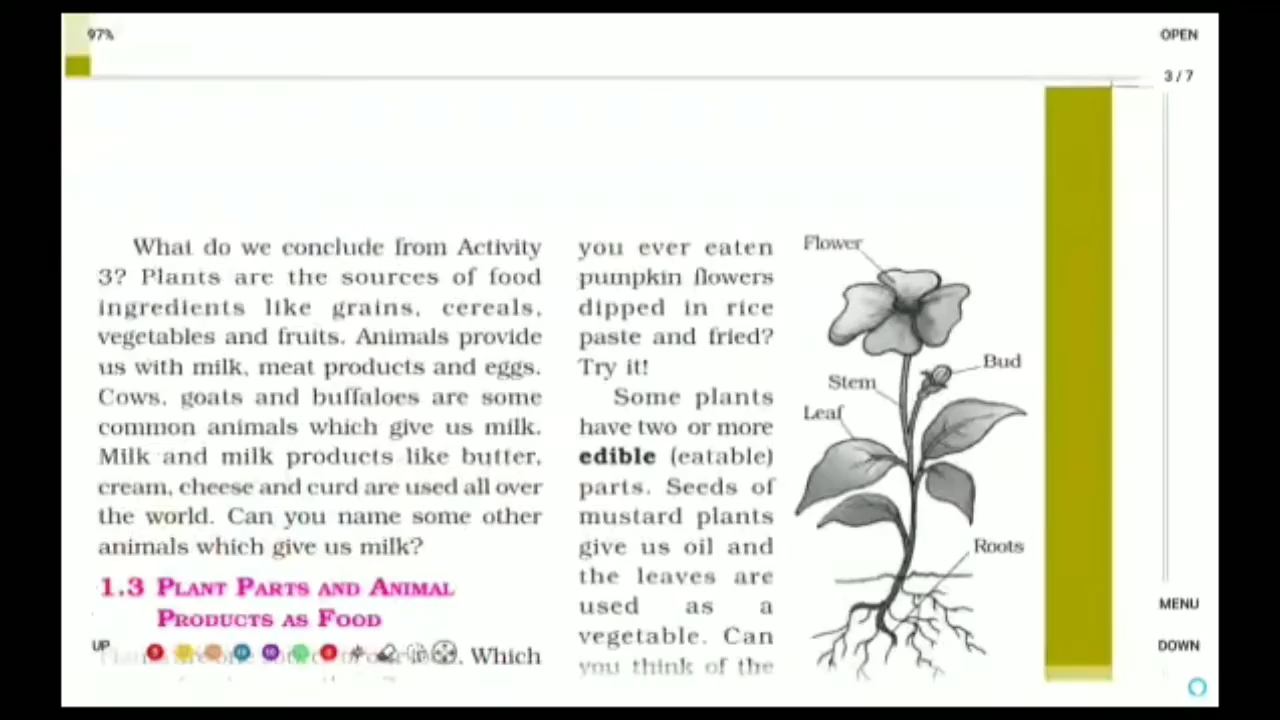 97%
OPEN
3 / 7
What do we conclude from Activity
3? Plants are the sources of food
ingredients like grains, cereals,
vegetables and fruits. Animals provide
us with milk, meat products and eggs.
Cows, goats and buffaloes are some
common animals which give us milk.
Milk and milk products like butter,
cream, cheese and curd are used all over
the world. Can you name some other
animals which give us milk?
1.3 PLANT PARTS AND ANIMAL
PRODUCTS AS FOOD
Which
you ever eaten
pumpkin flowers
dipped in rice
paste and fried?
Try it!
Some plants
have two or more
edible (eatable)
parts. Seeds of
mustard plants
give us oil and
the leaves are
used as a
vegetable. Can
you think of the
Flower
Bud
Stem
Leaf
Roots
UP
MENU
DOWN